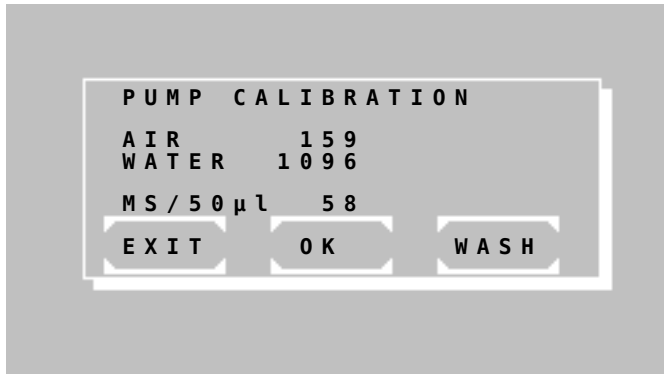 PUMP CALIBRATION
AIR 159
WATER 1096
MS/50µl 58
EXIT OK WASH